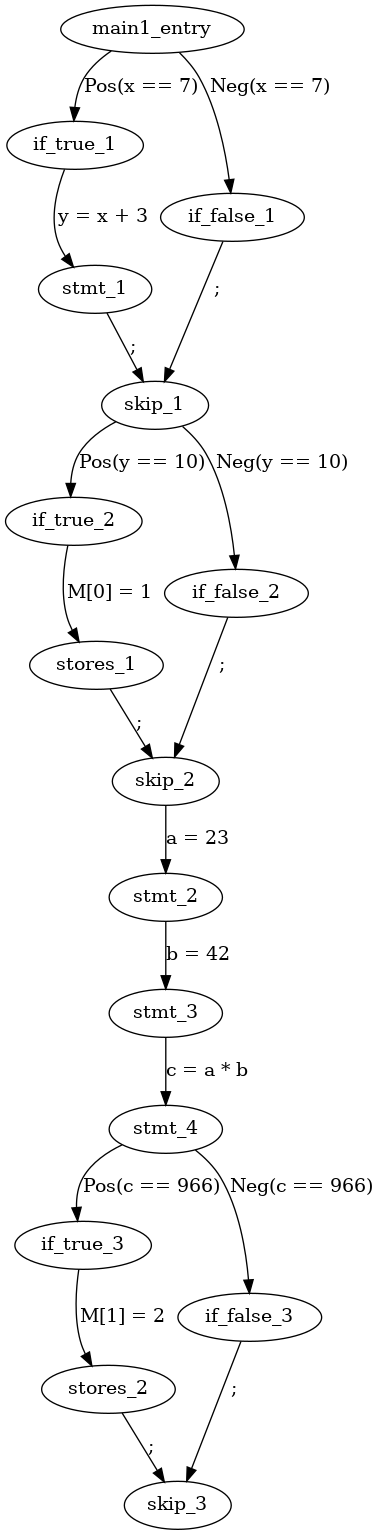 main1_entry
Pos(x == 7)
Neg(x == 7)
if_true_1
y = x + 3
if_false_1
stmt_1
;
;
skip_1
Pos(y == 10)
Neg(y == 10)
if_true_2
M[0] = 1
if_false_2
stores_1
;
;
skip_2
a = 23
stmt_2
b = 42
stmt_3
c = a * b
stmt_4
Pos(c == 966)
Neg(c == 966)
if_true_3
M[1] = 2
if_false_3
stores_2
;
;
skip_3